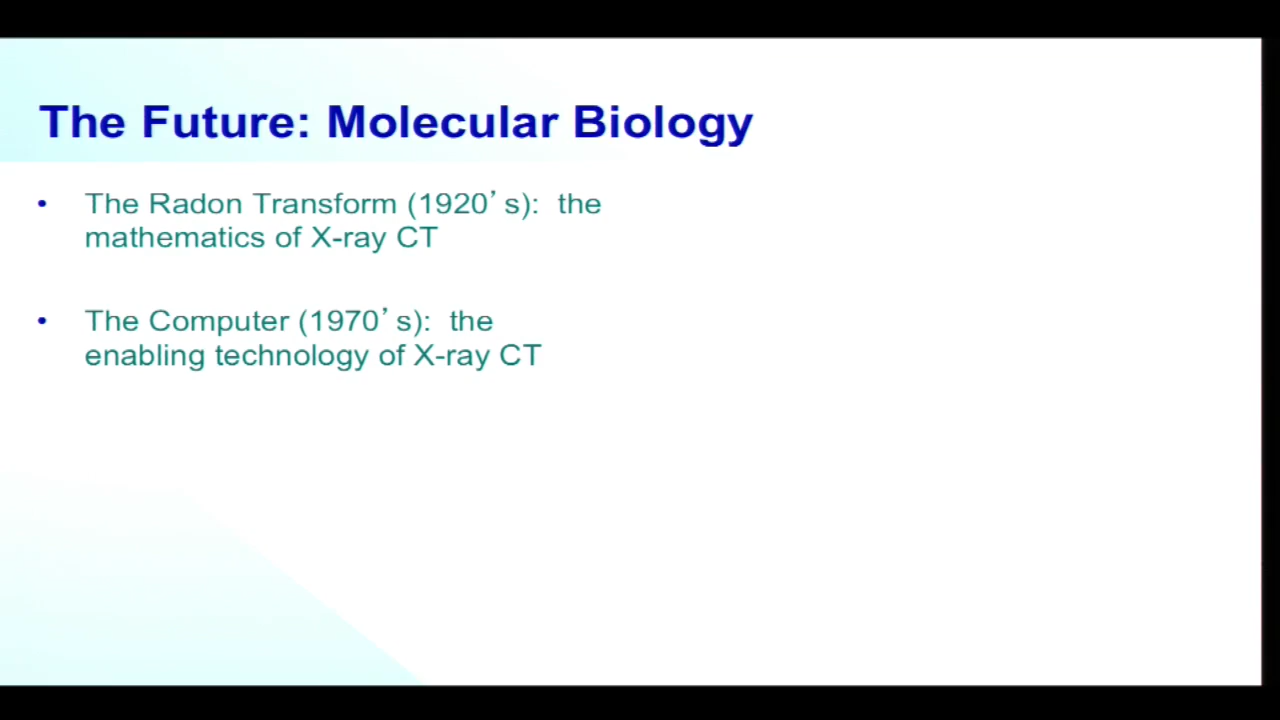 The Future: Molecular Biology
• The Radon Transform (1920’s): the
mathematics of X-ray CT
• The Computer (1970’s): the
enabling technology of X-ray CT